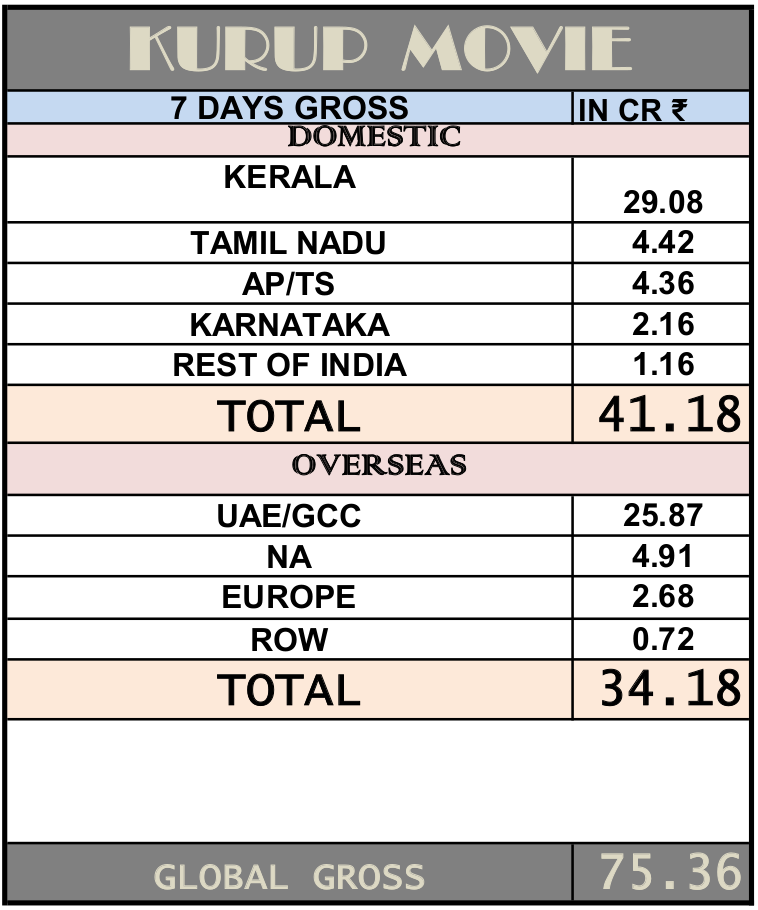 KURUP MOVIE
7 DAYS GROSS IN CR ₹
DOMESTIC
KERALA 29.08
TAMIL NADU 4.42
AP/TS 4.36
KARNATAKA 2.16
REST OF INDIA 1.16
TOTAL 41.18
OVERSEAS
UAE/GCC 25.87
NA 4.91
EUROPE 2.68
ROW 0.72
TOTAL 34.18
GLOBAL GROSS 75.36